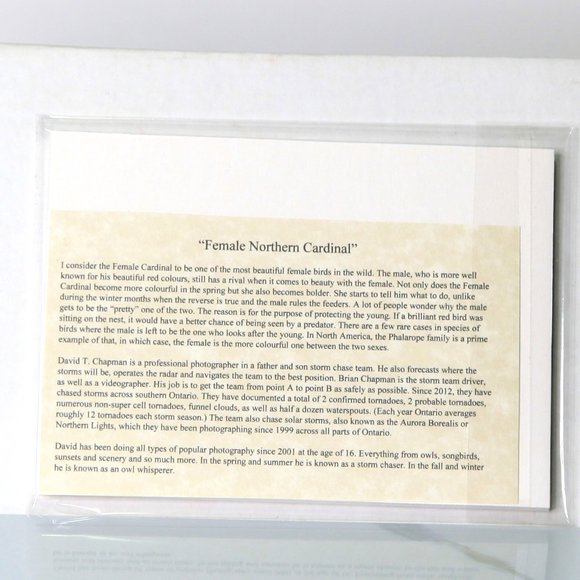 “Female Northern Cardinal”
I consider the Female Cardinal to be one of the most beautiful female birds in the wild. The male, who is more well
known for his beautiful red colours, still has a rival when it comes to beauty with the female. Not only does the Female
Cardinal become more colourful in the spring but she also becomes bolder. She starts to tell him what to do, unlike
during the winter months when the reverse is true and the male rules the feeders. A lot of people wonder why the male
gets to be the “pretty” one of the two. The reason is for the purpose of protecting the young. If a brilliant red bird was
sitting on the nest, it would have a better chance of being seen by a predator. There are a few rare cases in species of
birds where the male is left to be the one who looks after the young. In North America, the Phalarope family is a prime
example of that, in which case, the female is the more colourful one between the two sexes.
David T. Chapman is a professional photographer in a father and son storm chase team. He also forecasts where the
storms will be, operates the radar and navigates the team to the best position. Brian Chapman is the storm team driver,
as well as a videographer. His job is to get the team from point A to point B as safely as possible. Since 2012, they have
chased storms across southern Ontario. They have documented a total of 2 confirmed tornadoes, 2 probable tornadoes,
numerous non-super cell tornadoes, funnel clouds, as well as half a dozen waterspouts. (Each year Ontario averages
roughly 12 tornadoes each storm season.) The team also chase solar storms, also known as the Aurora Borealis or
Northern Lights, which they have been photographing since 1999 across all parts of Ontario.
David has been doing all types of popular photography since 2001 at the age of 16. Everything from owls, songbirds,
sunsets and scenery and so much more. In the spring and summer he is known as a storm chaser. In the fall and winter
he is known as an owl whisperer.